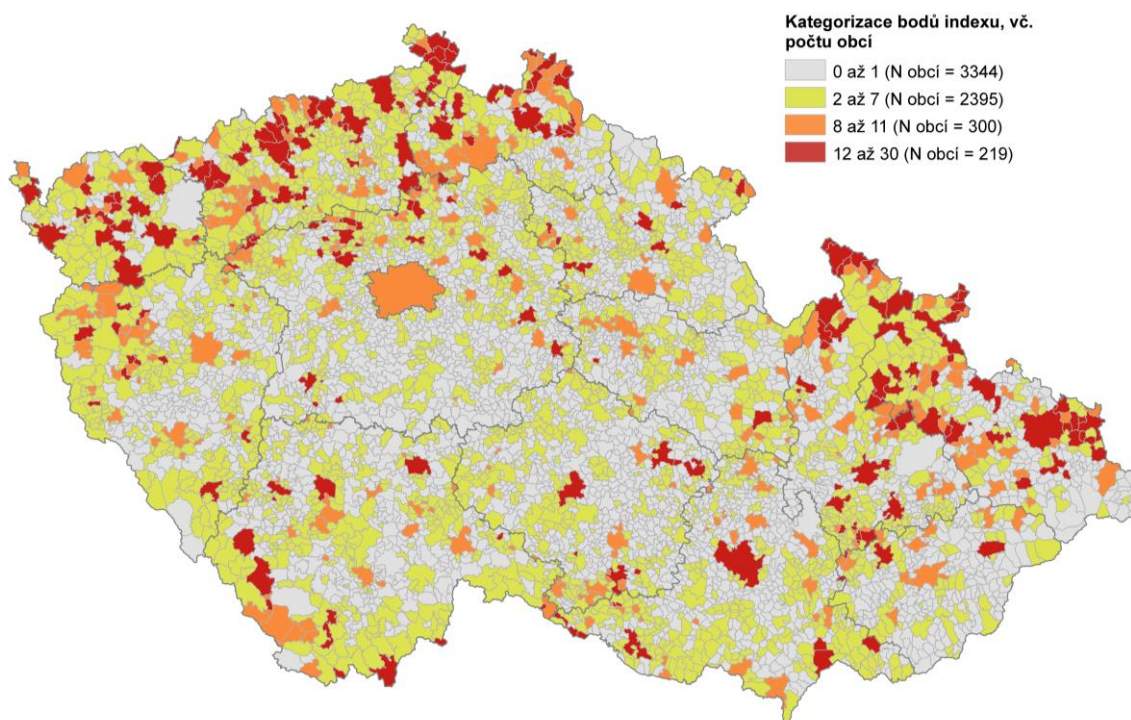 Kategorizace bodů indexu, vč.
počtu obcí
0 až 1 (N obcí = 3344)
2 až 7 (N obcí = 2395)
8 až 11 (N obcí = 300)
12 až 30 (N obcí = 219)